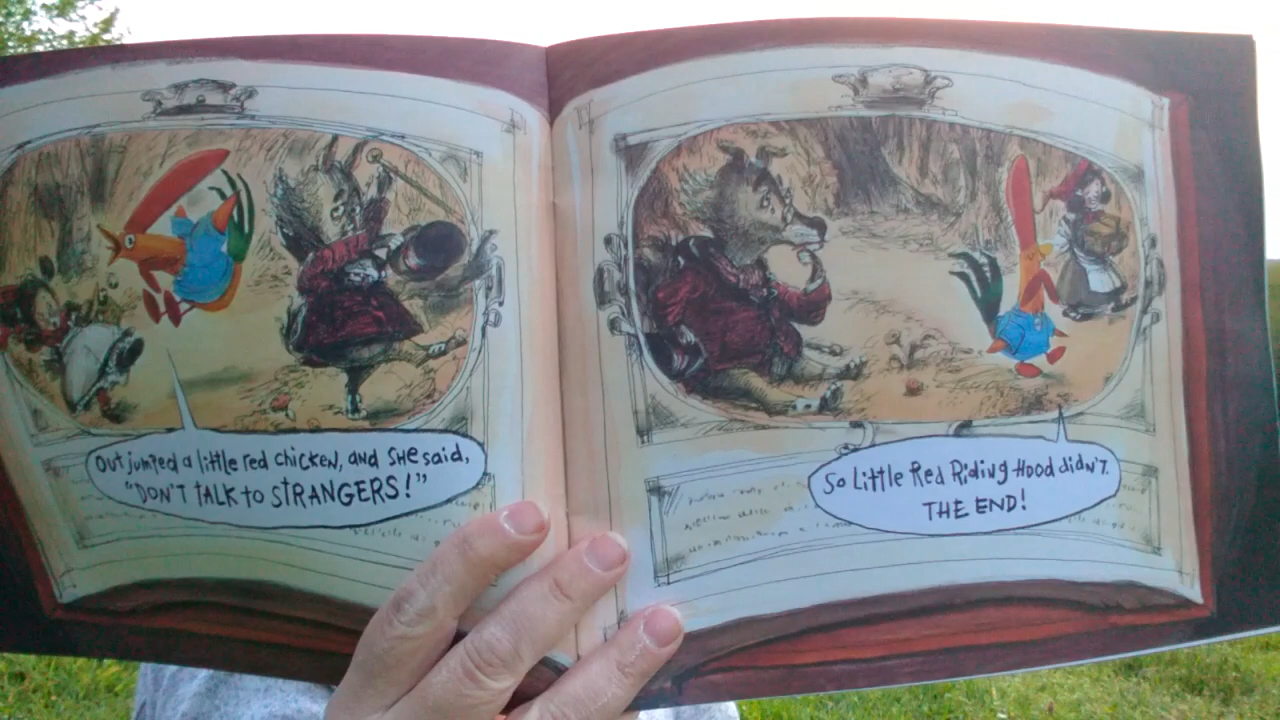 Out jumped a little red chicken, and she said,
"DON'T TALK to STRANGERS!"
So Little Red Riding Hood didn't.
THE END!